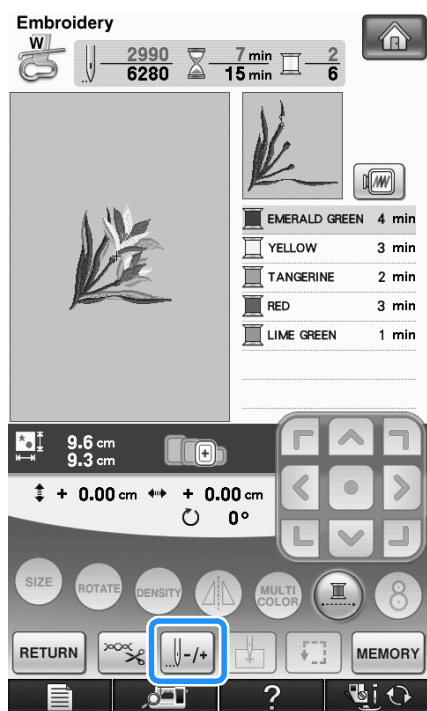 Embroidery
W
2990 7 min 2
6280 15 min 6
EMERALD GREEN 4 min
YELLOW 3 min
TANGERINE 2 min
RED 3 min
LIME GREEN 1 min
9.6 cm
9.3 cm
+ 0.00 cm + 0.00 cm
0°
SIZE ROTATE DENSITY MULTI COLOR 8
RETURN -/+ MEMORY
?